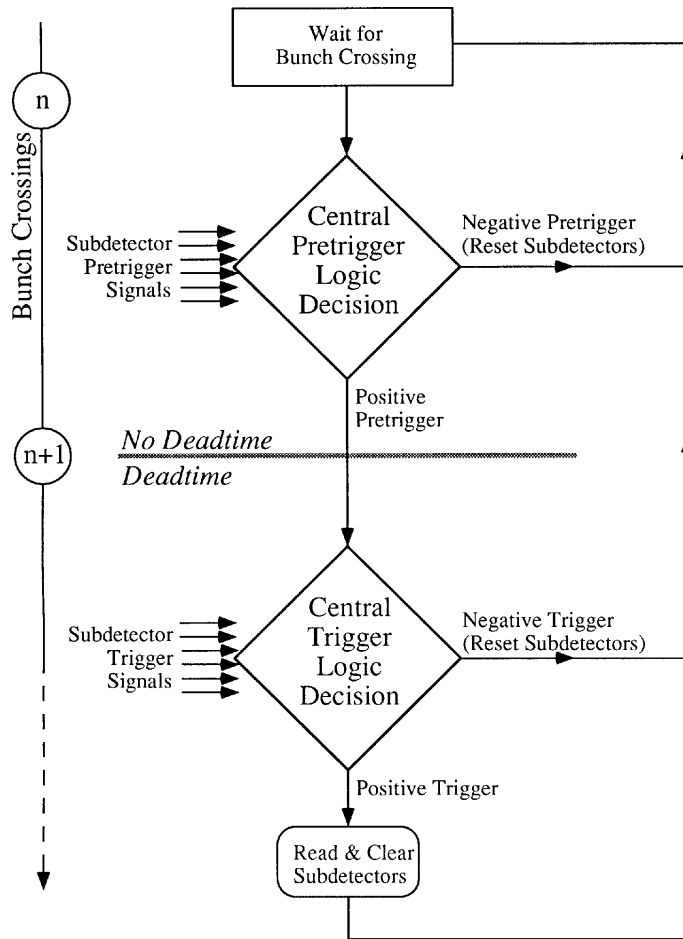 Wait for
Bunch Crossing
n
Bunch Crossings
Central
Pretrigger
Logic
Decision
Subdetector
Pretrigger
Signals
Negative Pretrigger
(Reset Subdetectors)
Positive
Pretrigger
No Deadtime
n+1
Deadtime
Central
Trigger
Logic
Decision
Subdetector
Trigger
Signals
Negative Trigger
(Reset Subdetectors)
Positive Trigger
Read & Clear
Subdetectors